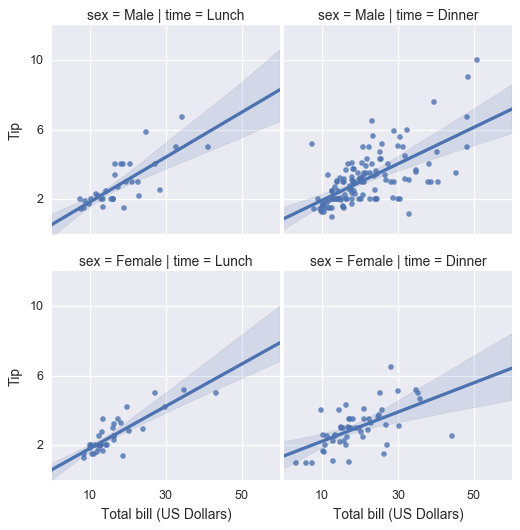 sex = Male | time = Lunch
sex = Male | time = Dinner
10
6
2
Tip
sex = Female | time = Lunch
sex = Female | time = Dinner
10
6
2
Tip
10 30 50
10 30 50
Total bill (US Dollars)
Total bill (US Dollars)